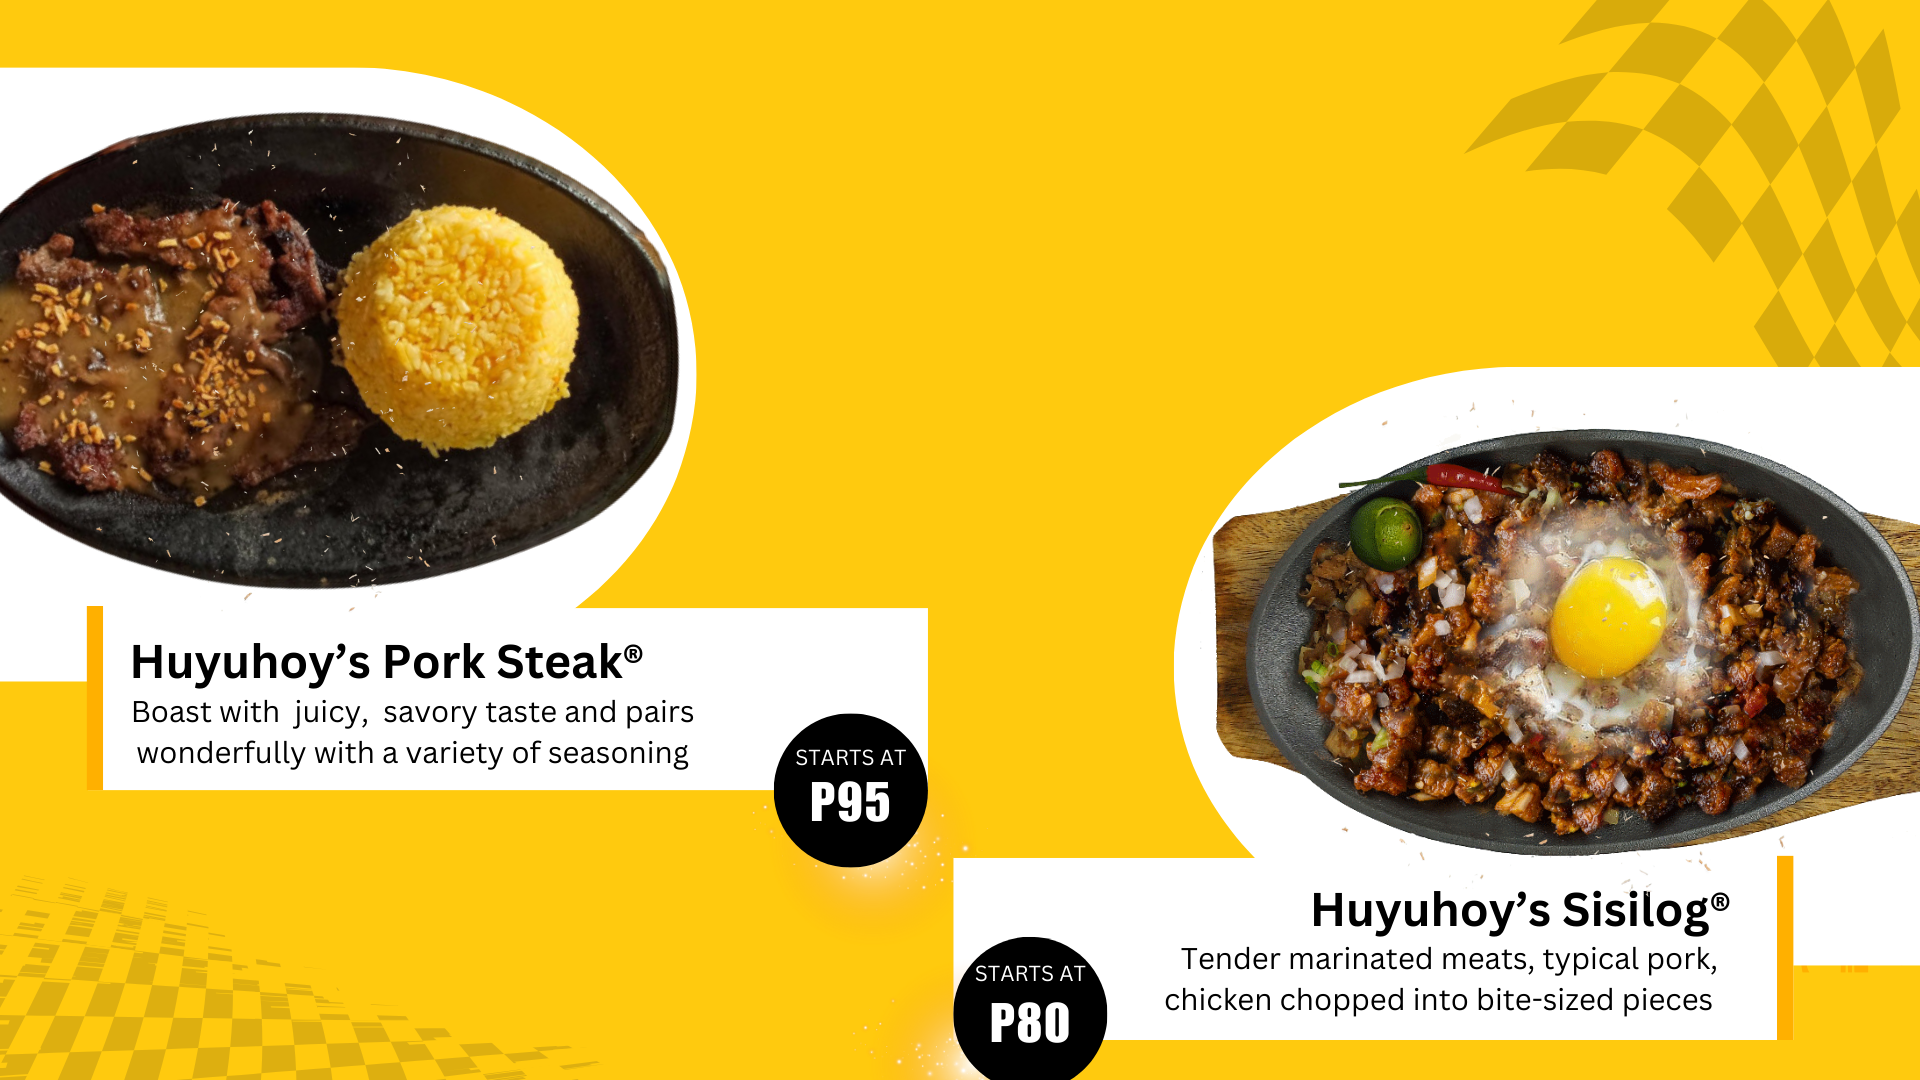 Huyuhoy’s Pork Steak®
Boast with juicy, savory taste and pairs
wonderfully with a variety of seasoning
STARTS AT
P95
Huyuhoy’s Sisilog®
Tender marinated meats, typical pork,
chicken chopped into bite-sized pieces
STARTS AT
P80